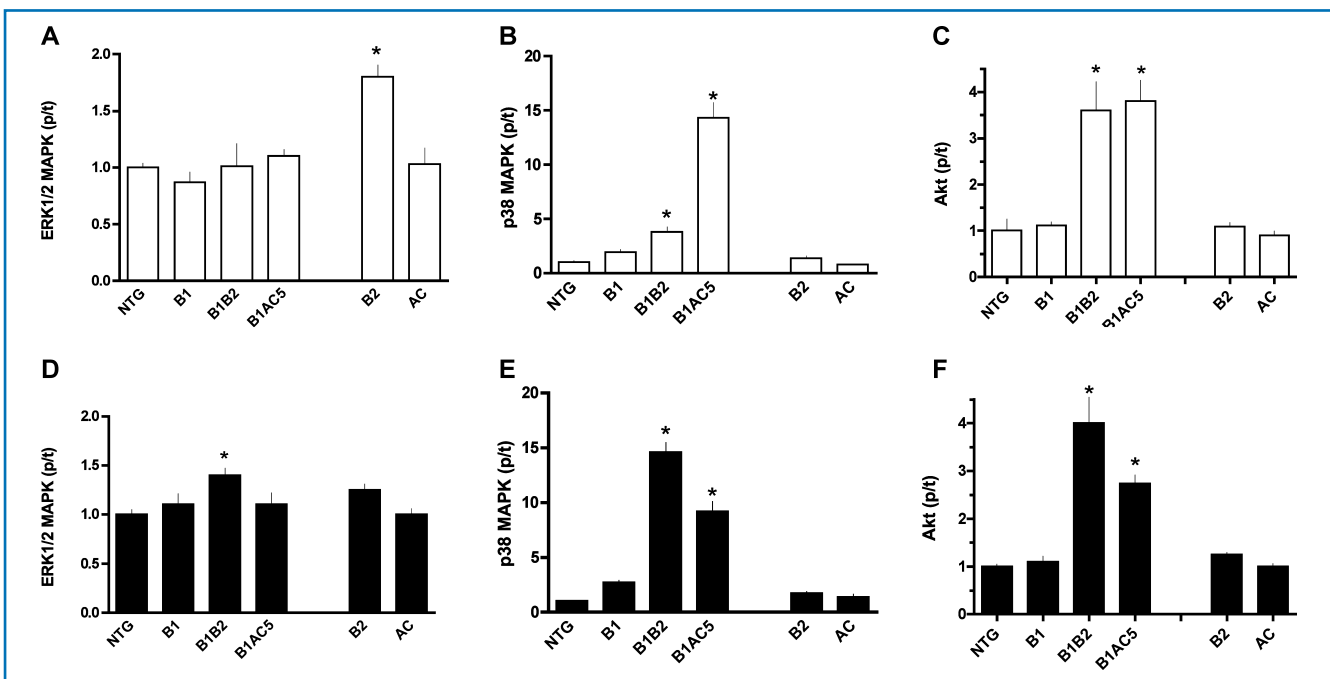 A
ERK1/2 MAPK (p/t)
2.0
1.5
1.0
0.5
0.0
*
NTG
B1
B1B2
B1AC5
B2
AC
B
p38 MAPK (p/t)
20
15
10
5
0
*
*
NTG
B1
B1B2
B1AC5
B2
AC
C
Akt (p/t)
4
3
2
1
0
*
*
NTG
B1
B1B2
B1AC5
B2
AC
D
ERK1/2 MAPK (p/t)
2.0
1.5
1.0
0.5
0.0
*
NTG
B1
B1B2
B1AC5
B2
AC
E
p38 MAPK (p/t)
20
15
10
5
0
*
*
NTG
B1
B1B2
B1AC5
B2
AC
F
Akt (p/t)
4
3
2
1
0
*
*
NTG
B1
B1B2
B1AC5
B2
AC